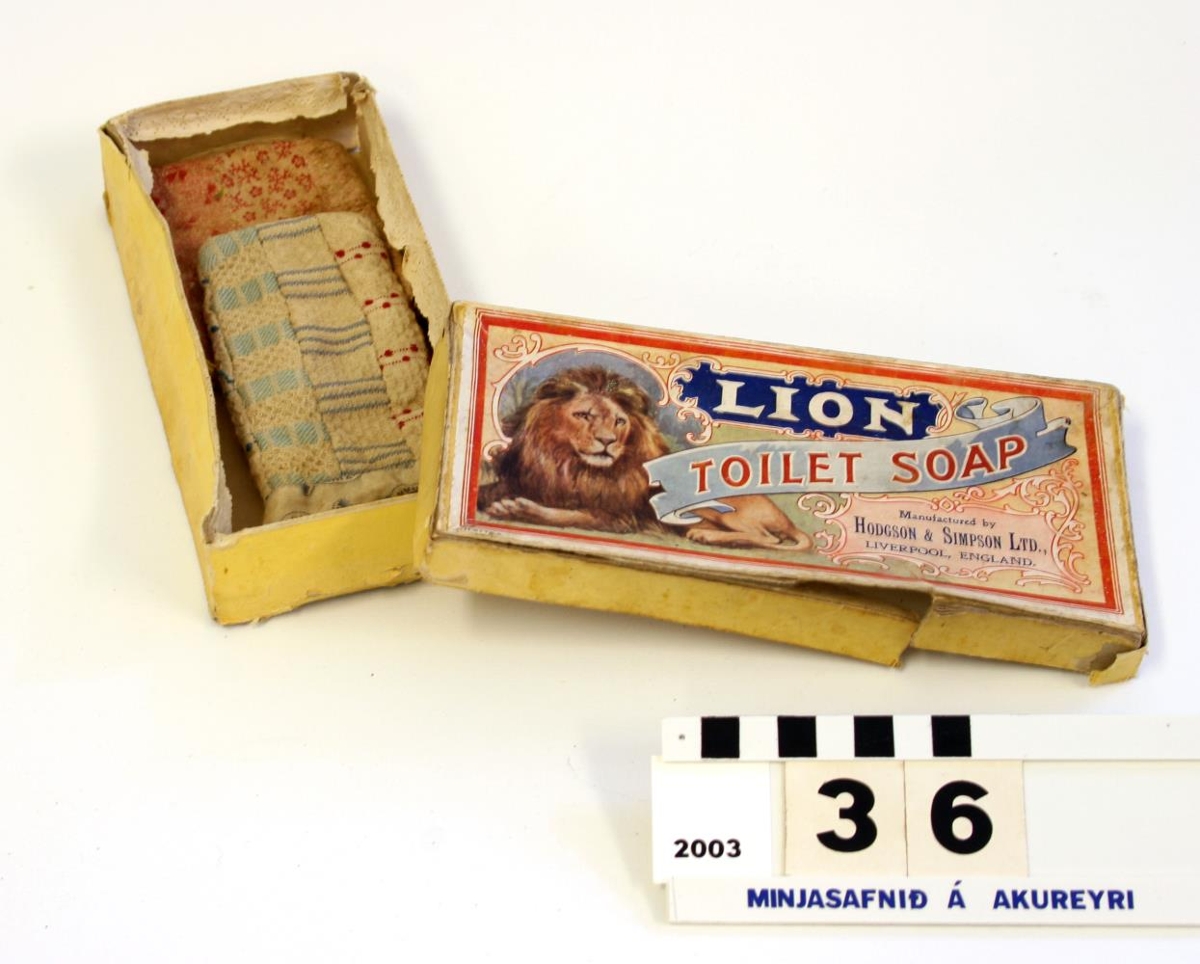 LION
TOILET SOAP
Manufactured by
HODGSON & SIMPSON LTD.,
LIVERPOOL, ENGLAND.
2003
36
MINJASAFNIÐ Á AKUREYRI